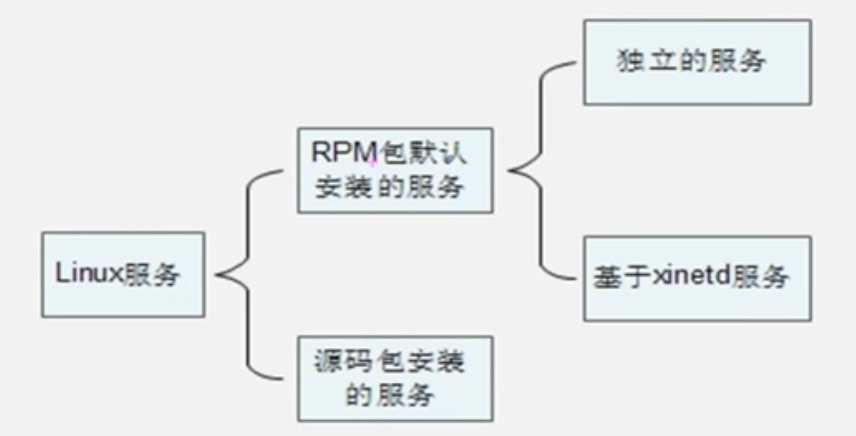 独立的服务
RPM包默认
安装的服务
Linux服务
基于xinetd服务
源码包安装
的服务